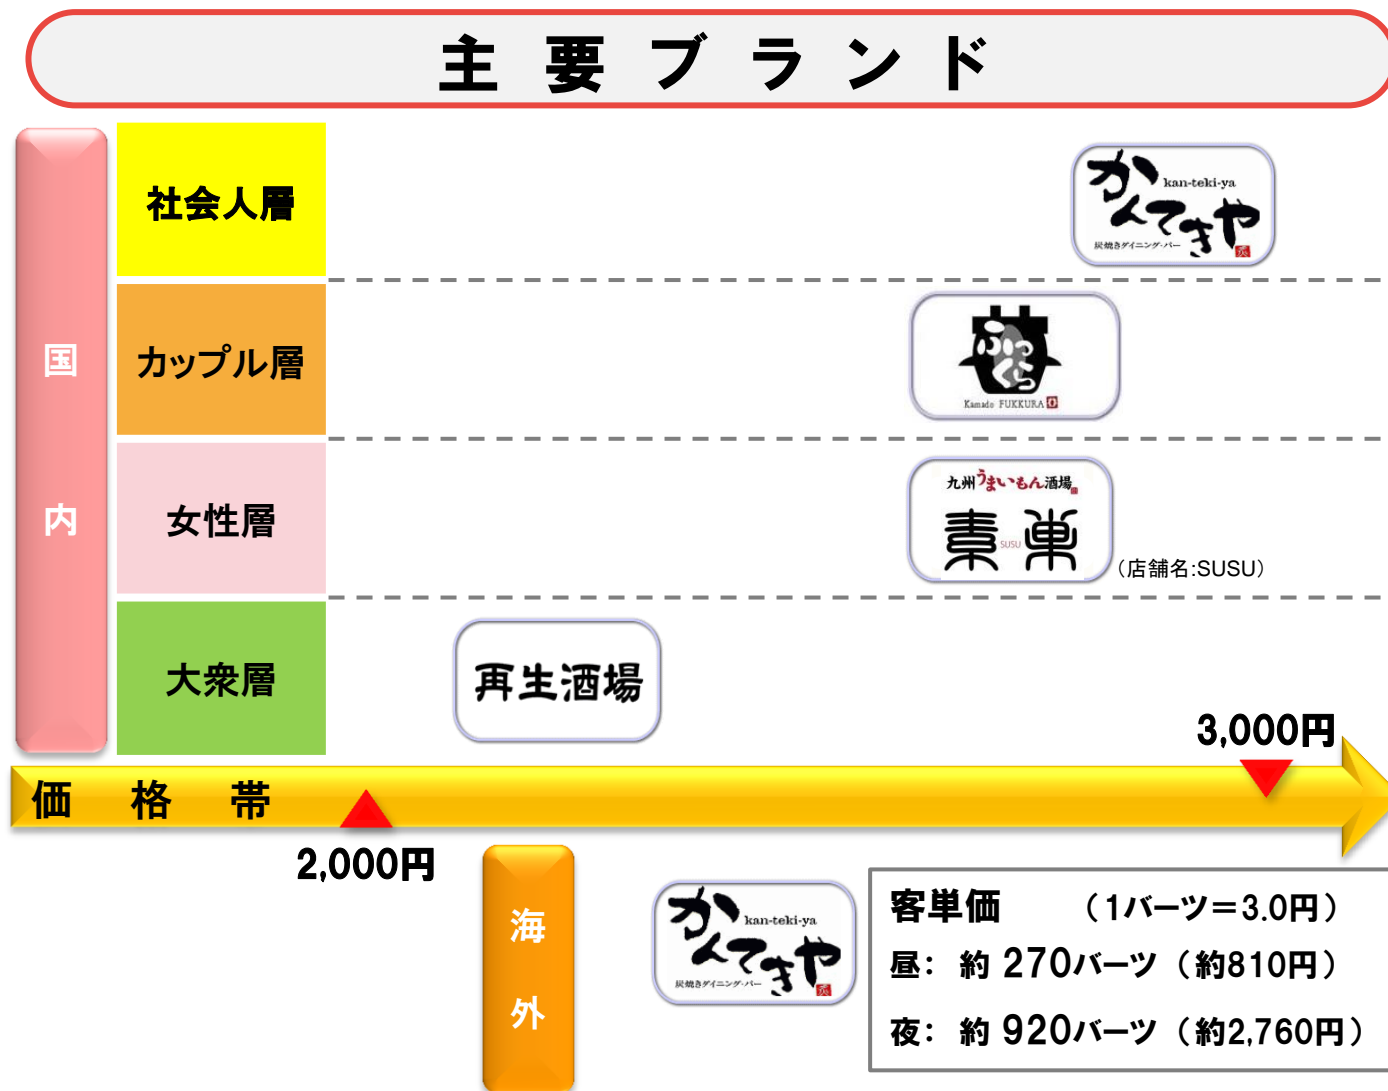 主要ブランド
国内
社会人層
かんてきや
kan-teki-ya
炭焼きダイニング・バー
カップル層
ふっくら
Kamado FUKKURA
女性層
九州うまいもん酒場
素巣
SUSU
(店舗名:SUSU)
大衆層
再生酒場
3,000円
価格帯
2,000円
海外
かんてきや
kan-teki-ya
炭焼きダイニング・バー
客単価 (1バーツ=3.0円)
昼: 約 270バーツ (約810円)
夜: 約 920バーツ (約2,760円)